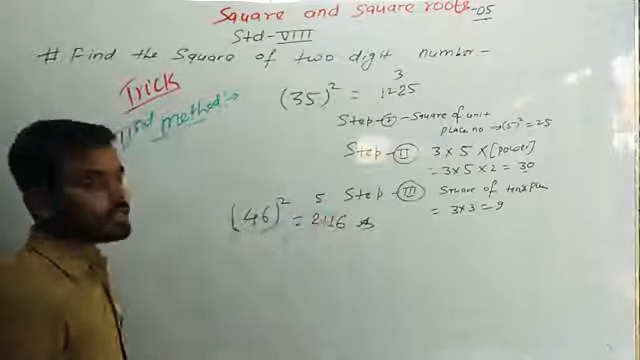 Square and square roots-05
Std-VIII
# Find the Square of two digit number-
Trick
IInd method:→
3
(35)² = 1225
Step-I - Square of unit
place no → (5)² = 25
Step-II 3 × 5 × [power]
= 3 × 5 × 2 = 30
Step-III Square of tens
= 3×3 = 9
5
(46)² = 2116